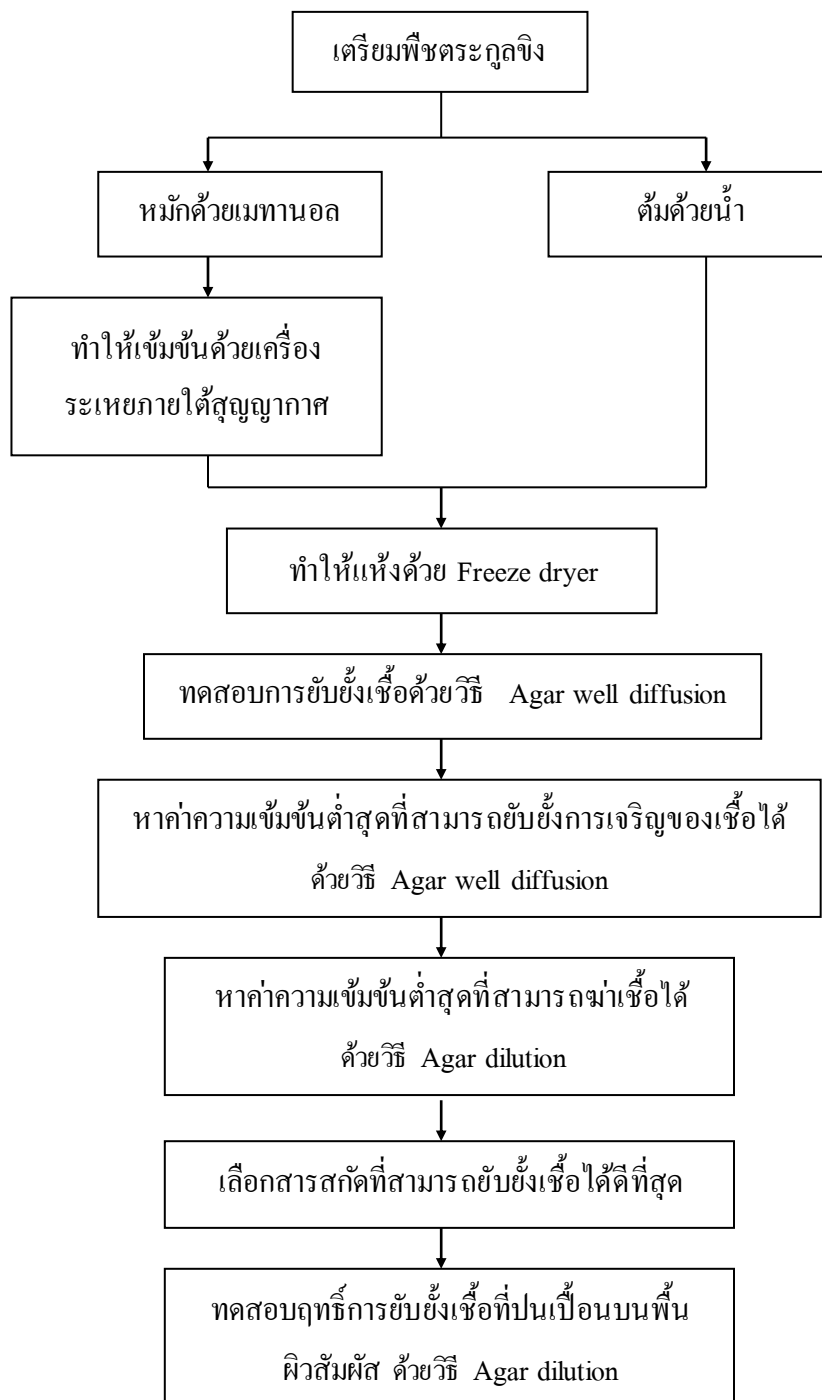 เตรียมพืชตระกูลขิง
หมักด้วยเมทานอล
ต้มด้วยน้ำ
ทำให้เข้มข้นด้วยเครื่อง
ระเหยภายใต้สุญญากาศ
ทำให้แห้งด้วย Freeze dryer
ทดสอบการยับยั้งเชื้อด้วยวิธี Agar well diffusion
หาค่าความเข้มข้นต่ำสุดที่สามารถยับยั้งการเจริญของเชื้อได้
ด้วยวิธี Agar well diffusion
หาค่าความเข้มข้นต่ำสุดที่สามารถฆ่าเชื้อได้
ด้วยวิธี Agar dilution
เลือกสารสกัดที่สามารถยับยั้งเชื้อได้ดีที่สุด
ทดสอบฤทธิ์การยับยั้งเชื้อที่ปนเปื้อนบนพื้น
ผิวสัมผัส ด้วยวิธี Agar dilution